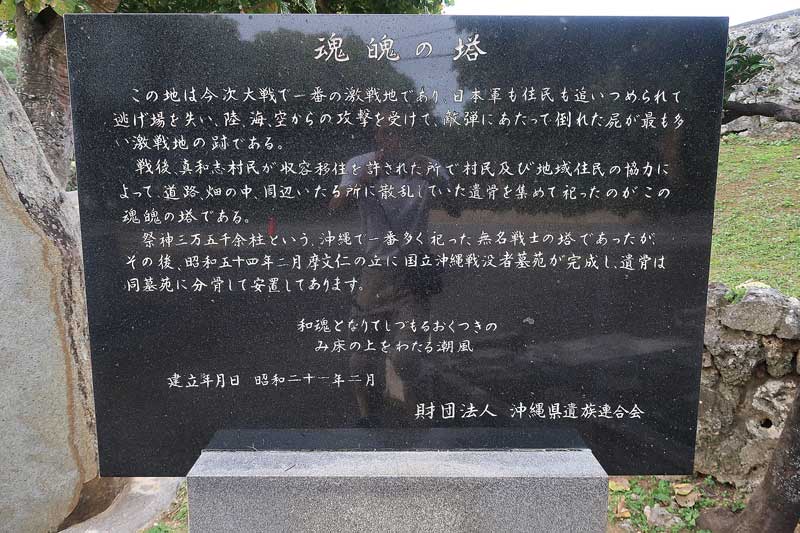 魂魄の塔
この地は今次大戦で一番の激戦地であり、日本軍も住民も追いつめられて
逃げ場を失い、陸、海、空からの攻撃を受けて、敵弾にあたって倒れた屍が最も多
い激戦地の跡である。
戦後、真和志村民が収容移住を許された所で村民及び地域住民の協力に
よって、道路、畑の中、周辺いたる所に散乱していた遺骨を集めて祀ったのがこの
魂魄の塔である。
祭神三万五千余柱という、沖縄で一番多く祀った無名戦士の塔であったが、
その後、昭和五十四年二月摩文仁の丘に国立沖縄戦没者墓苑が完成し、遺骨は
同墓苑に分骨して安置してあります。
和魂となりてしづもるおくつきの
み床の上をわたる潮風
建立年月日 昭和二十一年二月
財団法人 沖縄県遺族連合会